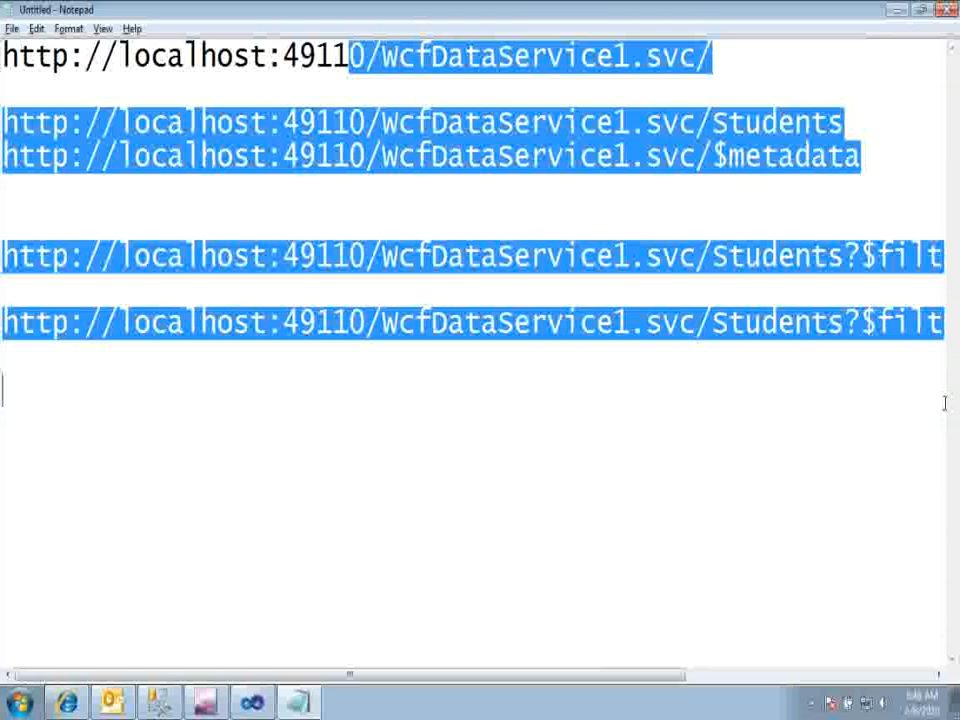 Untitled - Notepad
File Edit Format View Help
http://localhost:49110/WcfDataService1.svc/
http://localhost:49110/WcfDataService1.svc/Students
http://localhost:49110/WcfDataService1.svc/$metadata
http://localhost:49110/WcfDataService1.svc/Students?$filt
http://localhost:49110/WcfDataService1.svc/Students?$filt